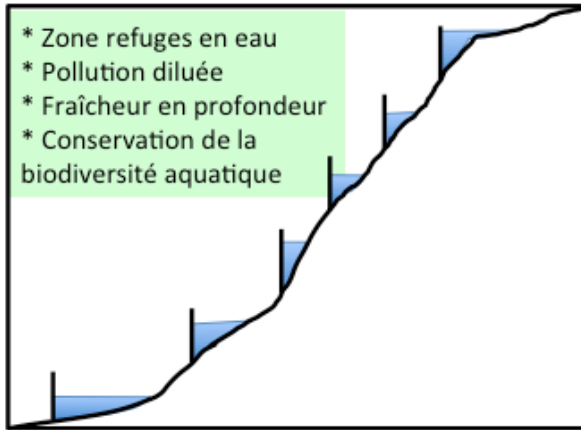 * Zone refuges en eau
* Pollution diluée
* Fraîcheur en profondeur
* Conservation de la
biodiversité aquatique